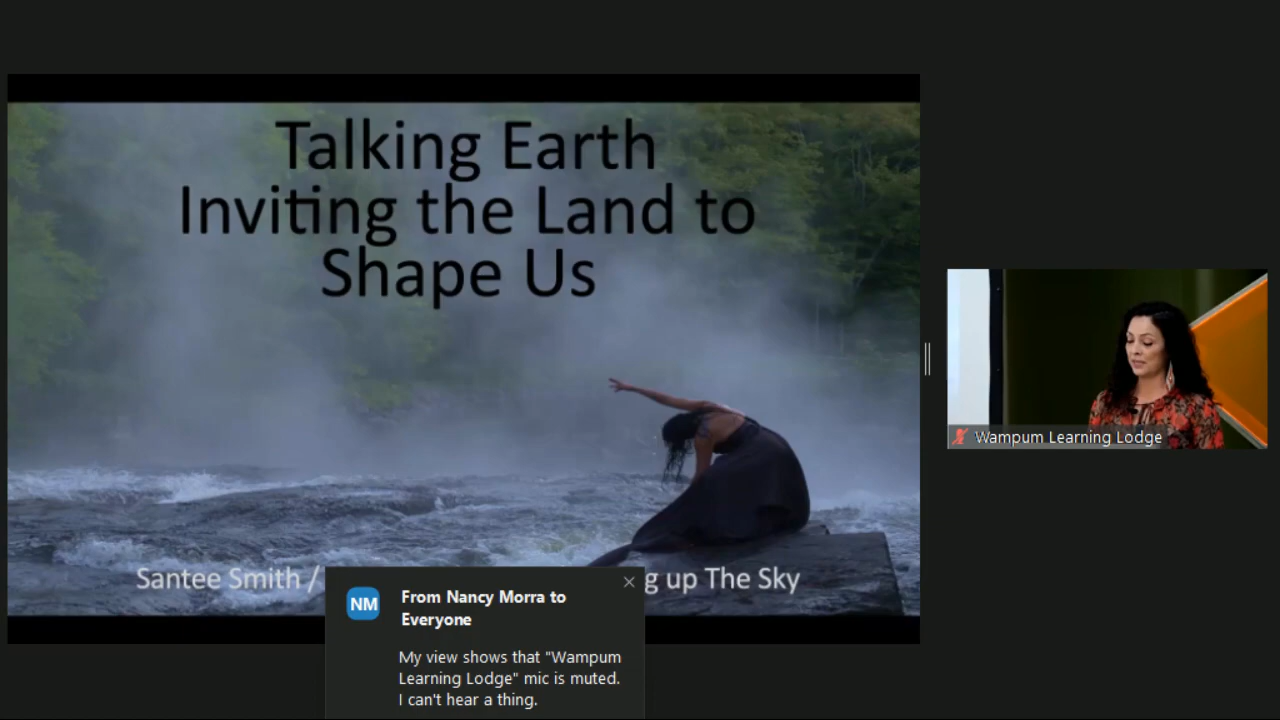 Talking Earth
Inviting the Land to
Shape Us
Santee Smith / g up The Sky
NM
From Nancy Morra to
Everyone
My view shows that "Wampum
Learning Lodge" mic is muted.
I can't hear a thing.
Wampum Learning Lodge